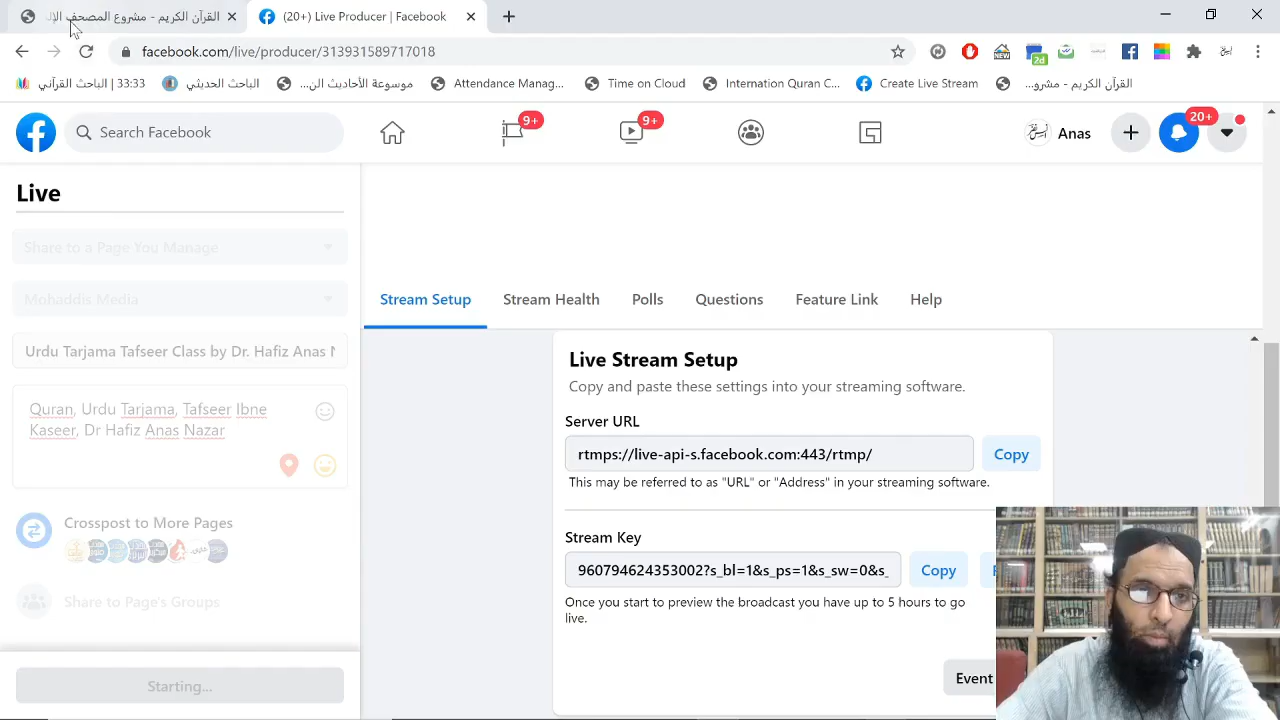 القرآن الكريم - مشروع المصحف الإل
(20+) Live Producer | Facebook
facebook.com/live/producer/313931589717018
2d
NEW
الباحث القرآني | 33:33
الباحث الحديثي
موسوعة الأحاديث الن...
Attendance Manag...
Time on Cloud
Internation Quran C...
Create Live Stream
القرآن الكريم - مشرو...
Search Facebook
9+
9+
Anas
20+
Live
Share to a Page You Manage
Mohaddis Media
Urdu Tarjama Tafseer Class by Dr. Hafiz Anas
Quran, Urdu Tarjama, Tafseer Ibne
Kaseer, Dr Hafiz Anas Nazar
Crosspost to More Pages
Share to Page's Groups
Starting...
Stream Setup
Stream Health
Polls
Questions
Feature Link
Help
Live Stream Setup
Copy and paste these settings into your streaming software.
Server URL
rtmps://live-api-s.facebook.com:443/rtmp/
Copy
This may be referred to as "URL" or "Address" in your streaming software.
Stream Key
960794624353002?s_bl=1&s_ps=1&s_sw=0&s_
Copy
Once you start to preview the broadcast you have up to 5 hours to go
live.
Event